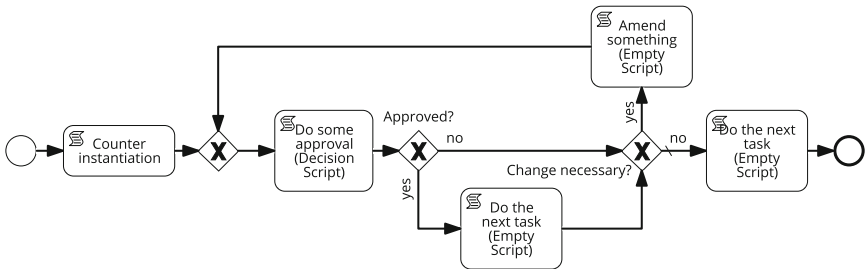 Amend
something
(Empty
Script)
yes
Counter
instantiation
Do some
approval
(Decision
Script)
Approved?
no
yes
Change necessary?
no
Do the next
task
(Empty
Script)
Do the
next task
(Empty
Script)